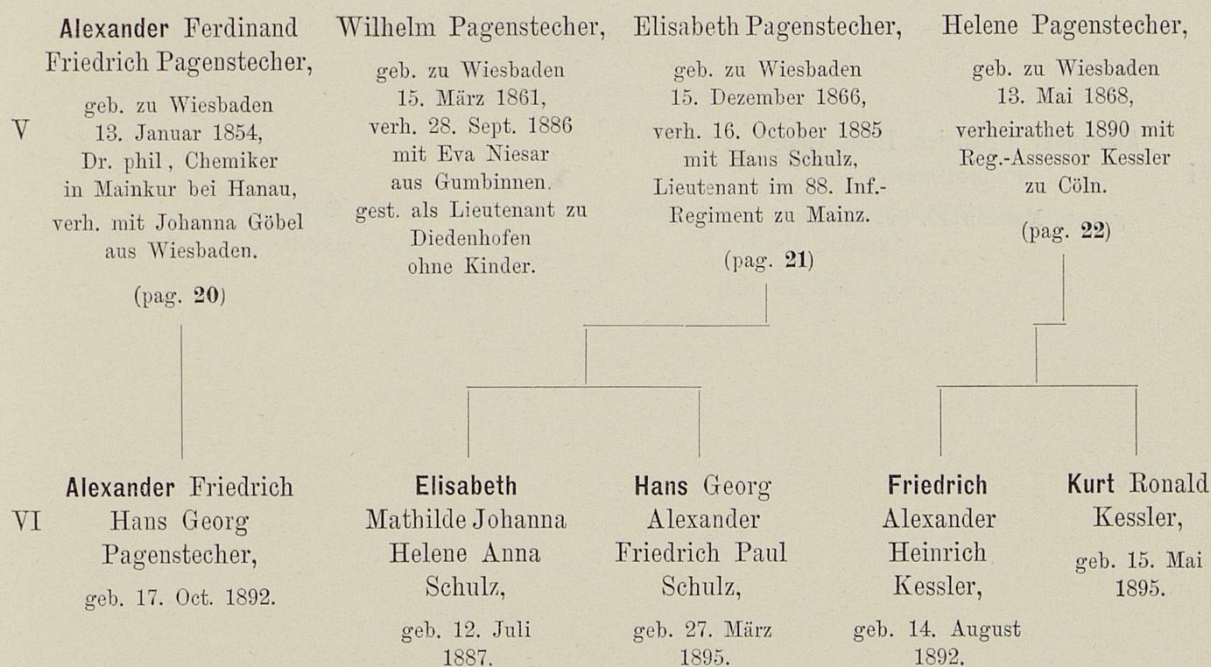 V
Alexander Ferdinand
Friedrich Pagenstecher,
geb. zu Wiesbaden
13. Januar 1854,
Dr. phil, Chemiker
in Mainkur bei Hanau,
verh. mit Johanna Göbel
aus Wiesbaden.
(pag. 20)
Wilhelm Pagenstecher,
geb. zu Wiesbaden
15. März 1861,
verh. 28. Sept. 1886
mit Eva Niesar
aus Gumbinnen.
gest. als Lieutenant zu
Diedenhofen
ohne Kinder.
Elisabeth Pagenstecher,
geb. zu Wiesbaden
15. Dezember 1866,
verh. 16. October 1885
mit Hans Schulz,
Lieutenant im 88. Inf.-
Regiment zu Mainz.
(pag. 21)
Helene Pagenstecher,
geb. zu Wiesbaden
13. Mai 1868,
verheirathet 1890 mit
Reg.-Assessor Kessler
zu Cöln.
(pag. 22)
VI
Alexander Friedrich
Hans Georg
Pagenstecher,
geb. 17. Oct. 1892.
Elisabeth
Mathilde Johanna
Helene Anna
Schulz,
geb. 12. Juli
1887.
Hans Georg
Alexander
Friedrich Paul
Schulz,
geb. 27. März
1895.
Friedrich
Alexander
Heinrich
Kessler,
geb. 14. August
1892.
Kurt Ronald
Kessler,
geb. 15. Mai
1895.